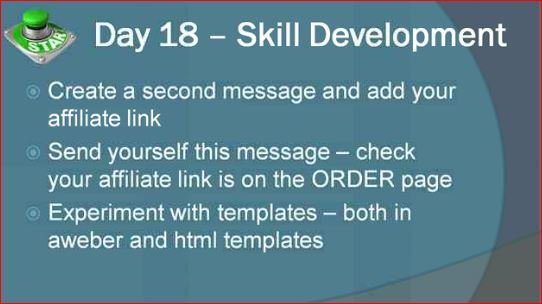 START
Day 18 – Skill Development
Create a second message and add your
affiliate link
Send yourself this message – check
your affiliate link is on the ORDER page
Experiment with templates – both in
aweber and html templates